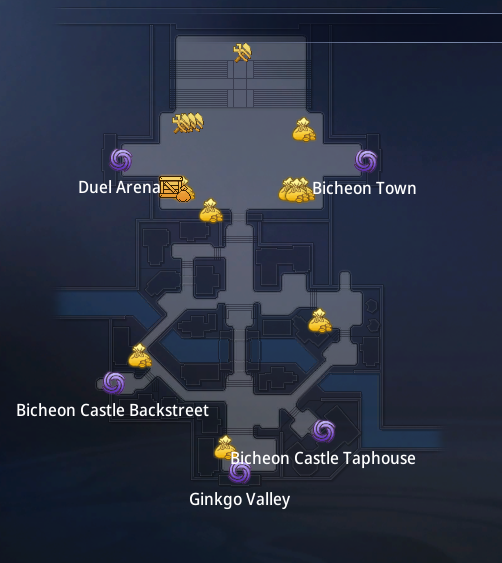 Duel Arena
Bicheon Town
Bicheon Castle Backstreet
Bicheon Castle Taphouse
Ginkgo Valley